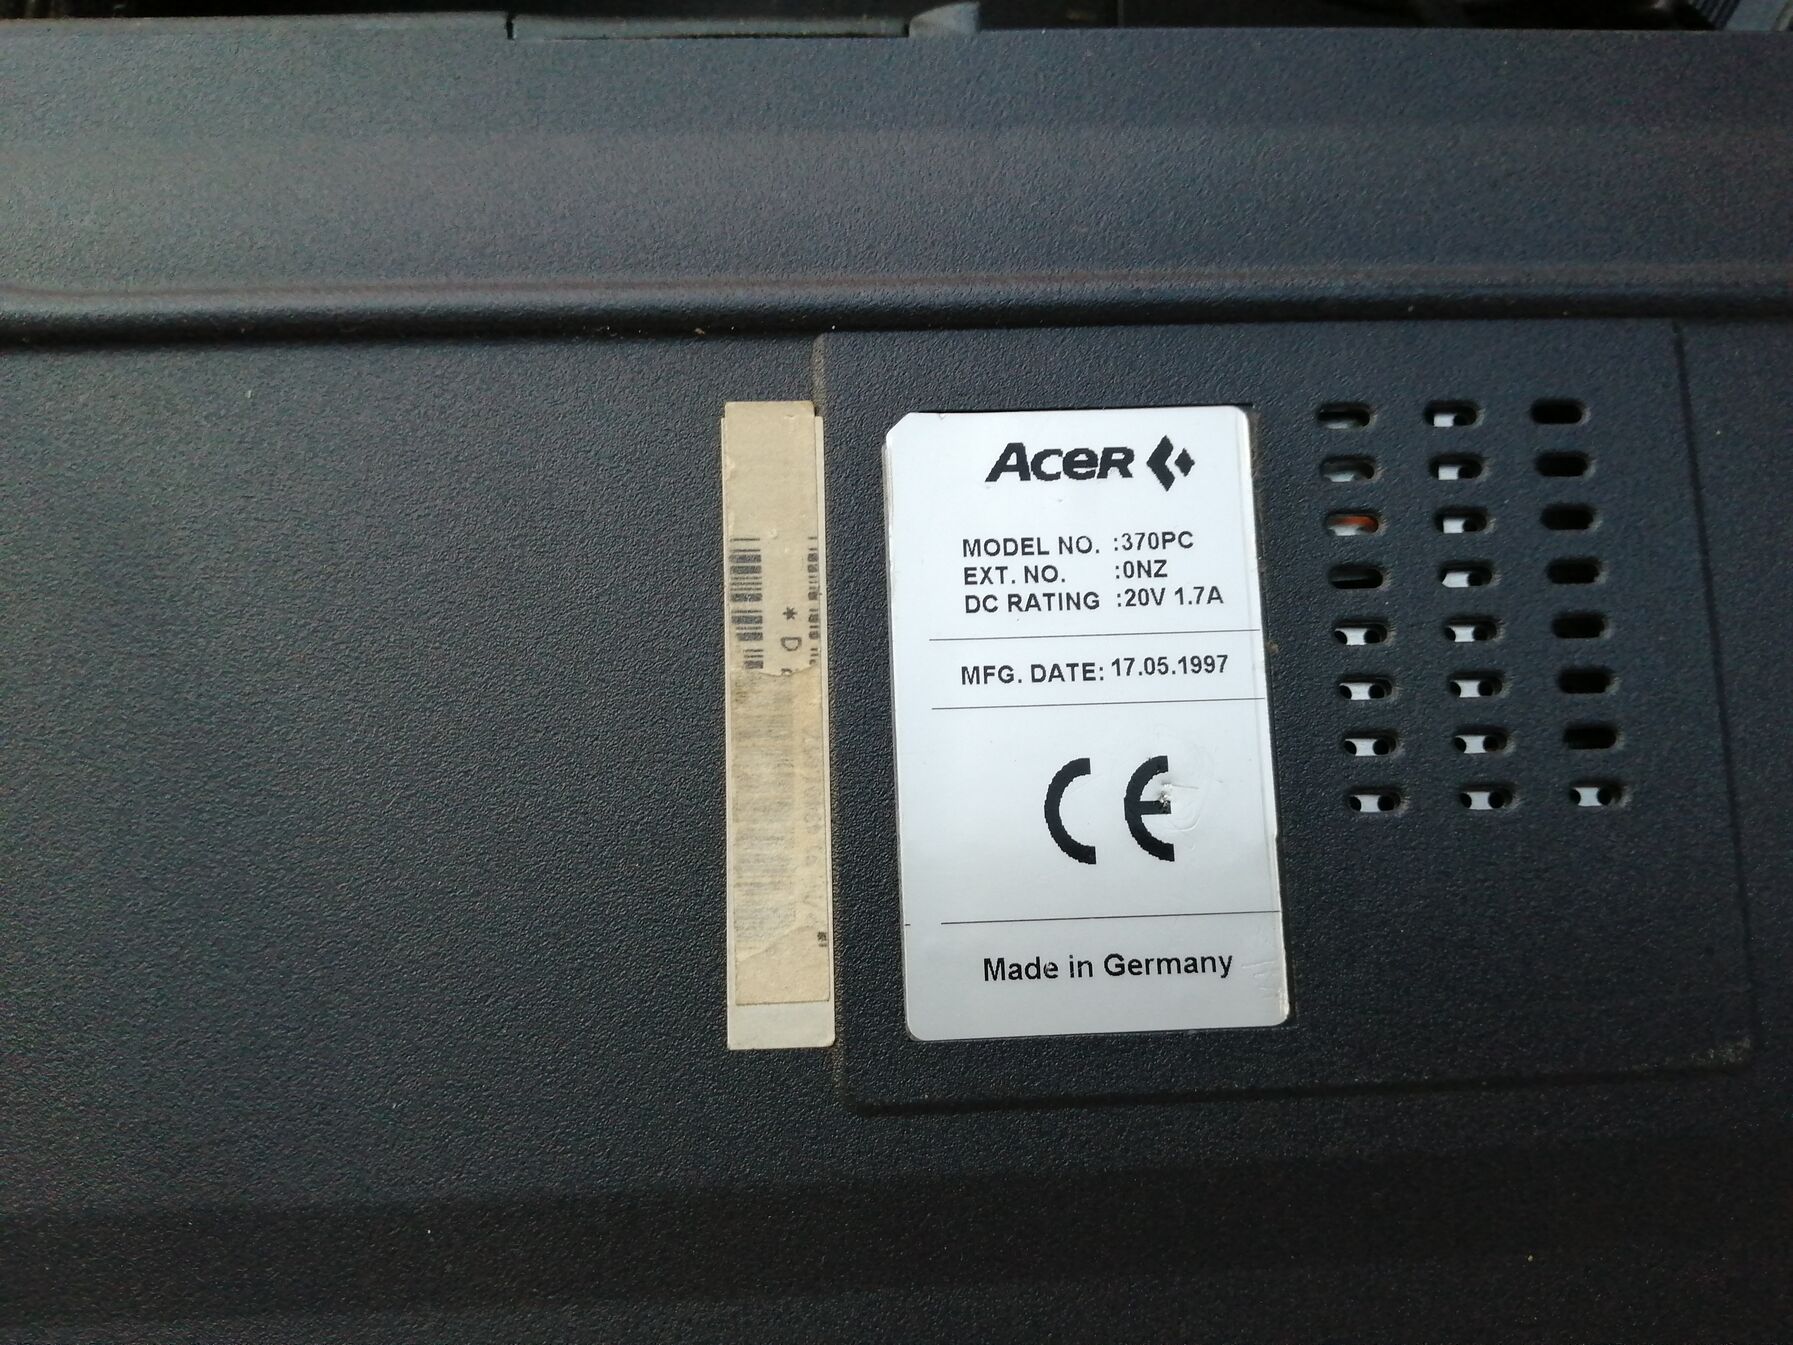 Acer
MODEL NO. :370PC
EXT. NO. :0NZ
DC RATING :20V 1.7A
MFG. DATE: 17.05.1997
CE
Made in Germany
* D